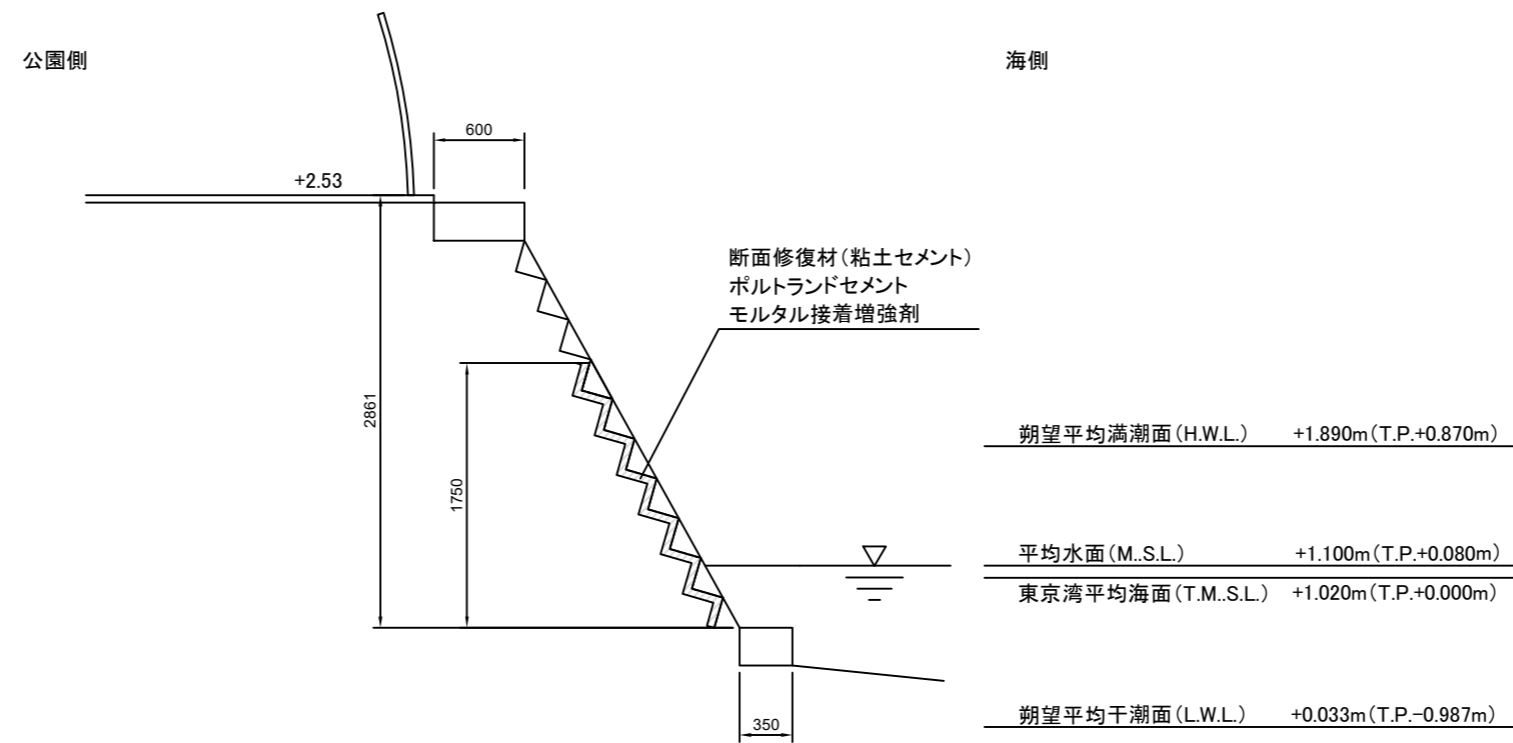 公園側
海側
600
+2.53
断面修復材(粘土セメント)
ポルトランドセメント
モルタル接着増強剤
2861
1750
朔望平均満潮面(H.W.L.) +1.890m(T.P.+0.870m)
平均水面(M..S.L.) +1.100m(T.P.+0.080m)
東京湾平均海面(T.M..S.L.) +1.020m(T.P.+0.000m)
朔望平均干潮面(L.W.L.) +0.033m(T.P.-0.987m)
350